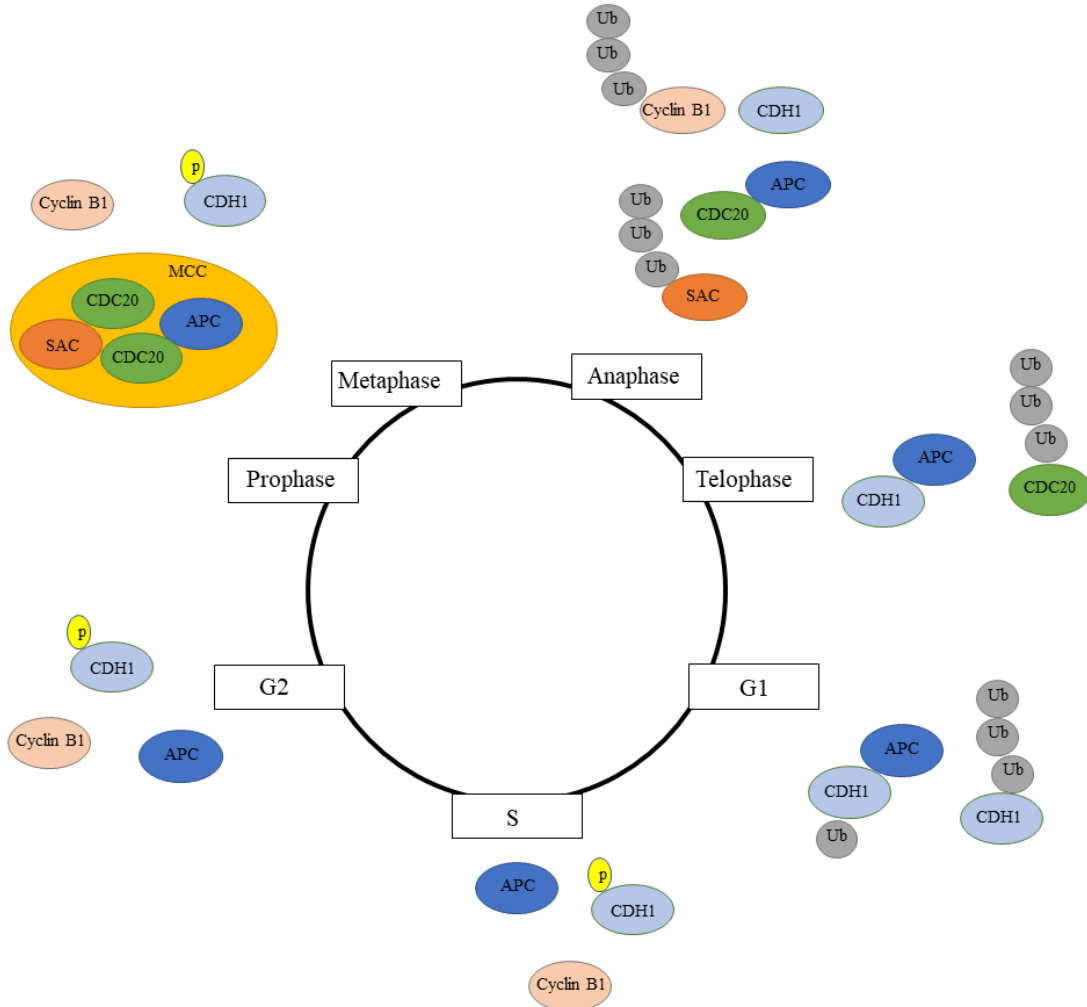 Ub
Ub
Ub
Cyclin B1
CDH1
p
CDH1
Cyclin B1
APC
Ub
CDC20
Ub
Ub
SAC
MCC
CDC20
APC
SAC
CDC20
Metaphase
Anaphase
Ub
Ub
Ub
APC
CDH1
CDC20
Prophase
Telophase
p
CDH1
Cyclin B1
APC
G2
G1
Ub
Ub
APC
Ub
CDH1
CDH1
Ub
S
APC
p
CDH1
Cyclin B1